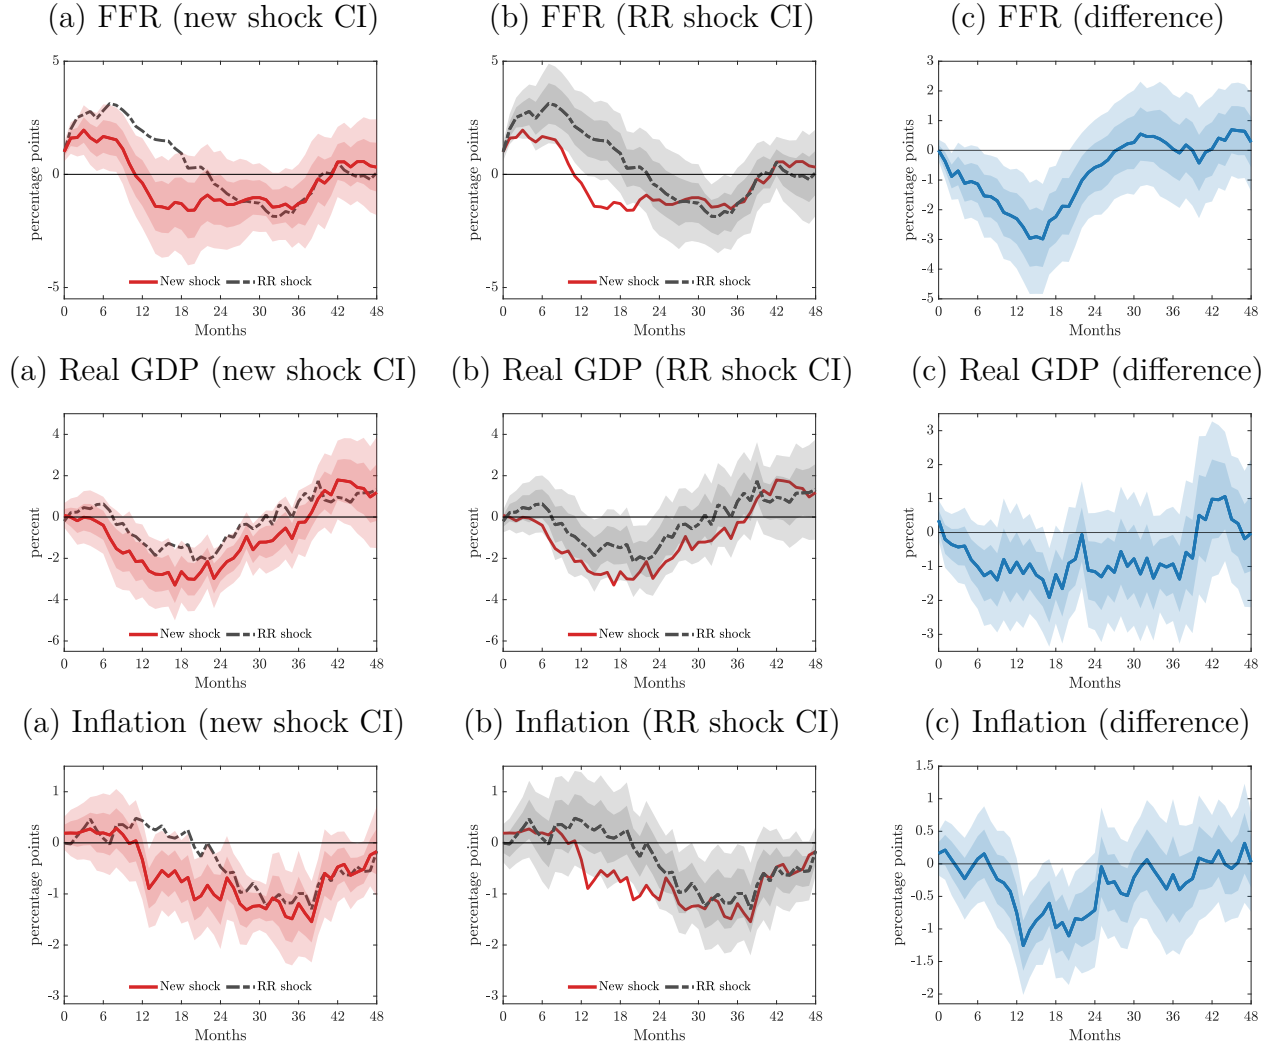 (a) FFR (new shock CI)
(b) FFR (RR shock CI)
(c) FFR (difference)
percentage points
5
0
-5
New shock
RR shock
0 6 12 18 24 30 36 42 48
Months
percentage points
5
0
-5
New shock
RR shock
0 6 12 18 24 30 36 42 48
Months
percentage points
3
2
1
0
-1
-2
-3
-4
-5
0 6 12 18 24 30 36 42 48
Months
(a) Real GDP (new shock CI)
(b) Real GDP (RR shock CI)
(c) Real GDP (difference)
percent
4
2
0
-2
-4
-6
New shock
RR shock
0 6 12 18 24 30 36 42 48
Months
percent
4
2
0
-2
-4
-6
New shock
RR shock
0 6 12 18 24 30 36 42 48
Months
percent
3
2
1
0
-1
-2
-3
0 6 12 18 24 30 36 42 48
Months
(a) Inflation (new shock CI)
(b) Inflation (RR shock CI)
(c) Inflation (difference)
percentage points
1
0
-1
-2
-3
New shock
RR shock
0 6 12 18 24 30 36 42 48
Months
percentage points
1
0
-1
-2
-3
New shock
RR shock
0 6 12 18 24 30 36 42 48
Months
percentage points
1.5
1
0.5
0
-0.5
-1
-1.5
-2
0 6 12 18 24 30 36 42 48
Months